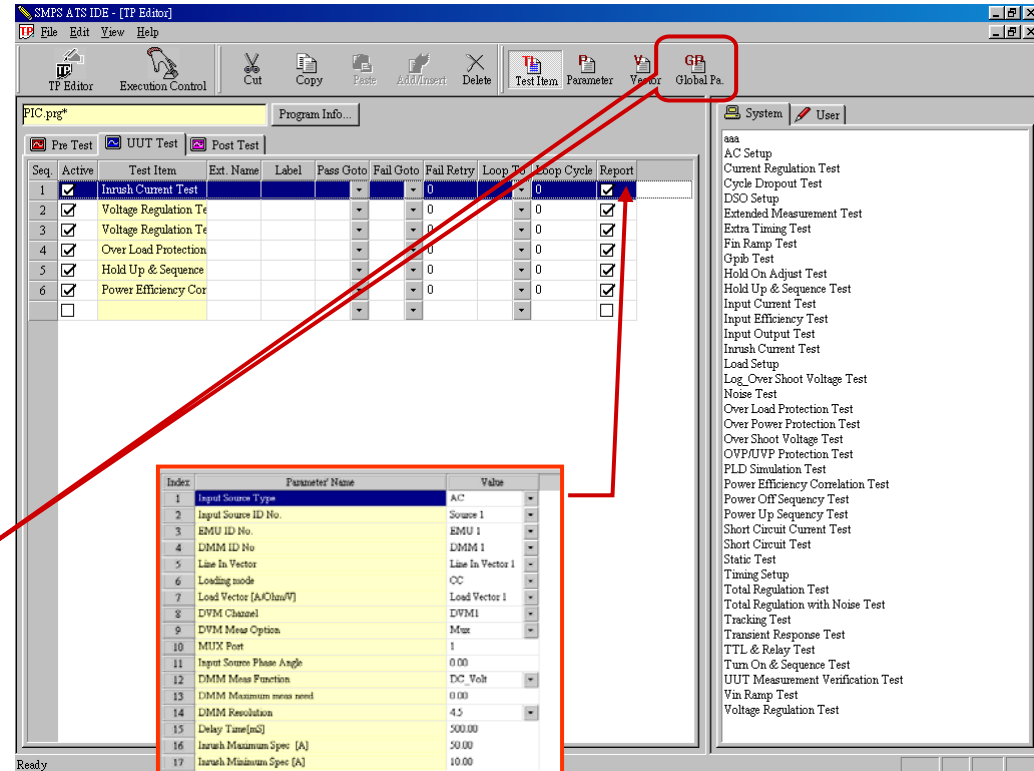 SMPS ATS IDE - [TP Editor]
File Edit View Help
TP Editor Execution Control Cut Copy Paste Add/Insert Delete Test Item Parameter Vector Global Pa.
PIC.prg* Program Info...
Pre Test UUT Test Post Test
Seq. Active Test Item Ext. Name Label Pass Goto Fail Goto Fail Retry Loop To Loop Cycle Report
1 Inrush Current Test 0 0
2 Voltage Regulation Te 0 0
3 Voltage Regulation Te 0 0
4 Over Load Protection 0 0
5 Hold Up & Sequence 0 0
6 Power Efficiency Cor 0 0
Index Parameter Name Value
1 Input Source Type AC
2 Input Source ID No. Source 1
3 EMU ID No. EMU 1
4 DMM ID No DMM 1
5 Line In Vector Line In Vector 1
6 Loading mode CC
7 Load Vector [A/Ohm/V] Load Vector 1
8 DVM Channel DVM1
9 DVM Meas Option Mux
10 MUX Port 1
11 Input Source Phase Angle 0.00
12 DMM Meas Function DC_Volt
13 DMM Maximum meas need 0.00
14 DMM Resolution 4.5
15 Delay Time[mS] 500.00
16 Inrush Maximum Spec [A] 50.00
17 Inrush Minimum Spec [A] 10.00
System User
aaa
AC Setup
Current Regulation Test
Cycle Dropout Test
DSO Setup
Extended Measurement Test
Extra Timing Test
Fin Ramp Test
Gpib Test
Hold On Adjust Test
Hold Up & Sequence Test
Input Current Test
Input Efficiency Test
Input Output Test
Inrush Current Test
Load Setup
Log_Over Shoot Voltage Test
Noise Test
Over Load Protection Test
Over Power Protection Test
Over Shoot Voltage Test
OVP/UVP Protection Test
PLD Simulation Test
Power Efficiency Correlation Test
Power Off Sequency Test
Power Up Sequency Test
Short Circuit Current Test
Short Circuit Test
Static Test
Timing Setup
Total Regulation Test
Total Regulation with Noise Test
Tracking Test
Transient Response Test
TTL & Relay Test
Turn On & Sequence Test
UUT Measurement Verification Test
Vin Ramp Test
Voltage Regulation Test
Ready